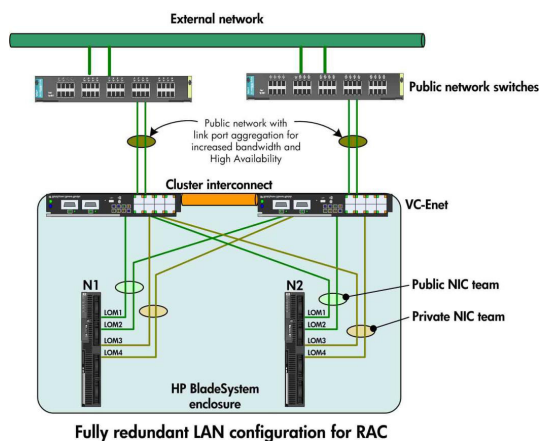 External network
Public network switches
Public network with
link port aggregation for
increased bandwidth and
High Availability
Cluster interconnect
VC-Enet
N1
N2
Public NIC team
LOM1
LOM2
LOM3
LOM4
LOM1
LOM2
LOM3
LOM4
Private NIC team
HP BladeSystem
enclosure
Fully redundant LAN configuration for RAC